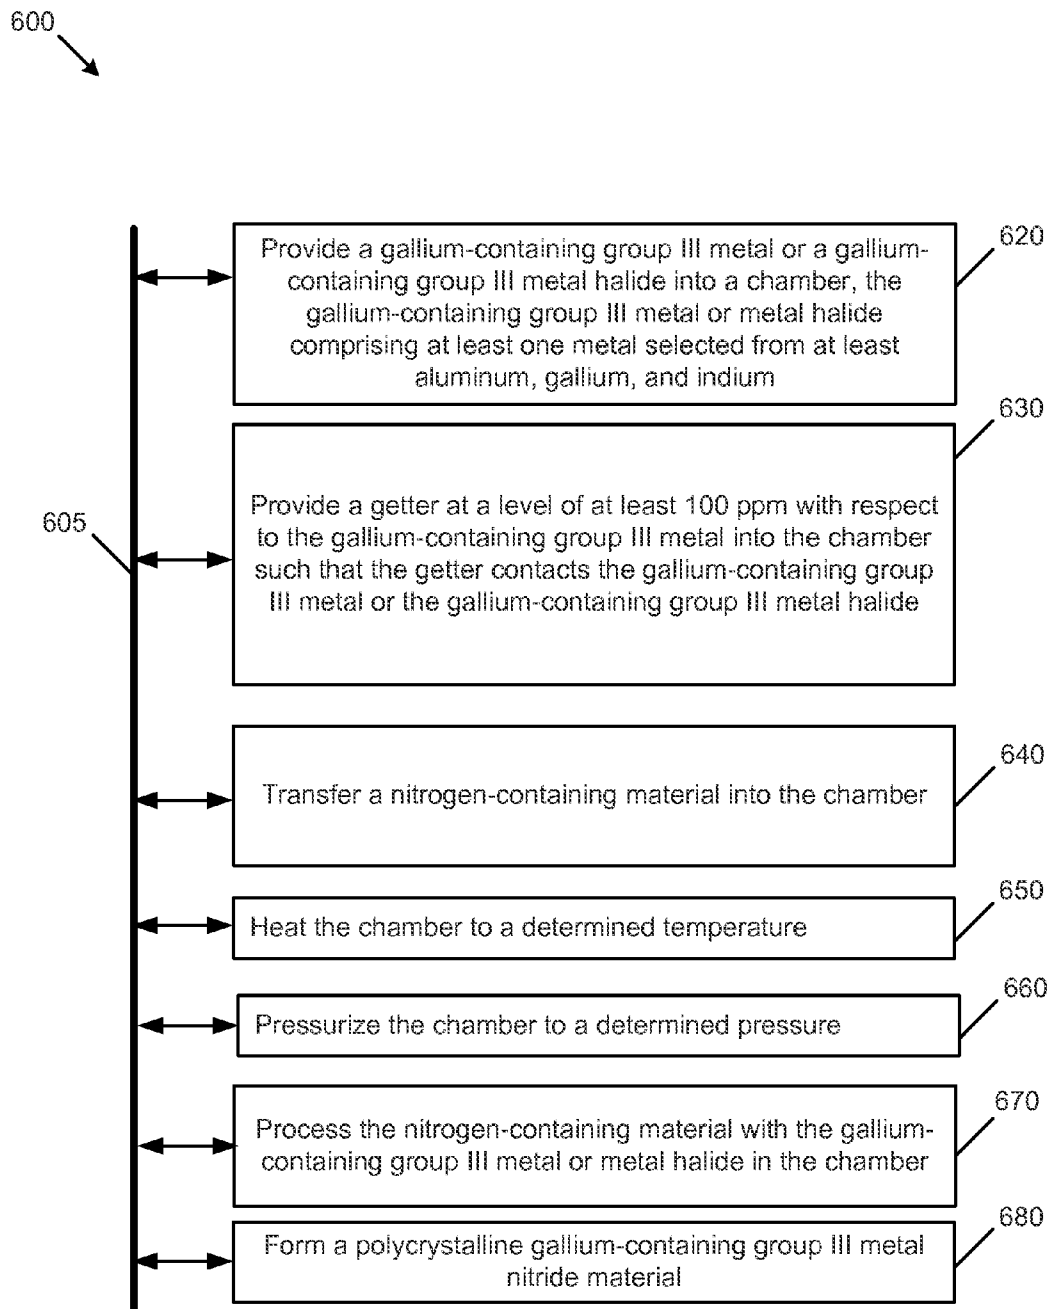 600
Provide a gallium-containing group III metal or a gallium-
containing group III metal halide into a chamber, the
gallium-containing group III metal or metal halide
comprising at least one metal selected from at least
aluminum, gallium, and indium
620
630
Provide a getter at a level of at least 100 ppm with respect
to the gallium-containing group III metal into the chamber
such that the getter contacts the gallium-containing group
III metal or the gallium-containing group III metal halide
605
640
Transfer a nitrogen-containing material into the chamber
650
Heat the chamber to a determined temperature
660
Pressurize the chamber to a determined pressure
670
Process the nitrogen-containing material with the gallium-
containing group III metal or metal halide in the chamber
680
Form a polycrystalline gallium-containing group III metal
nitride material